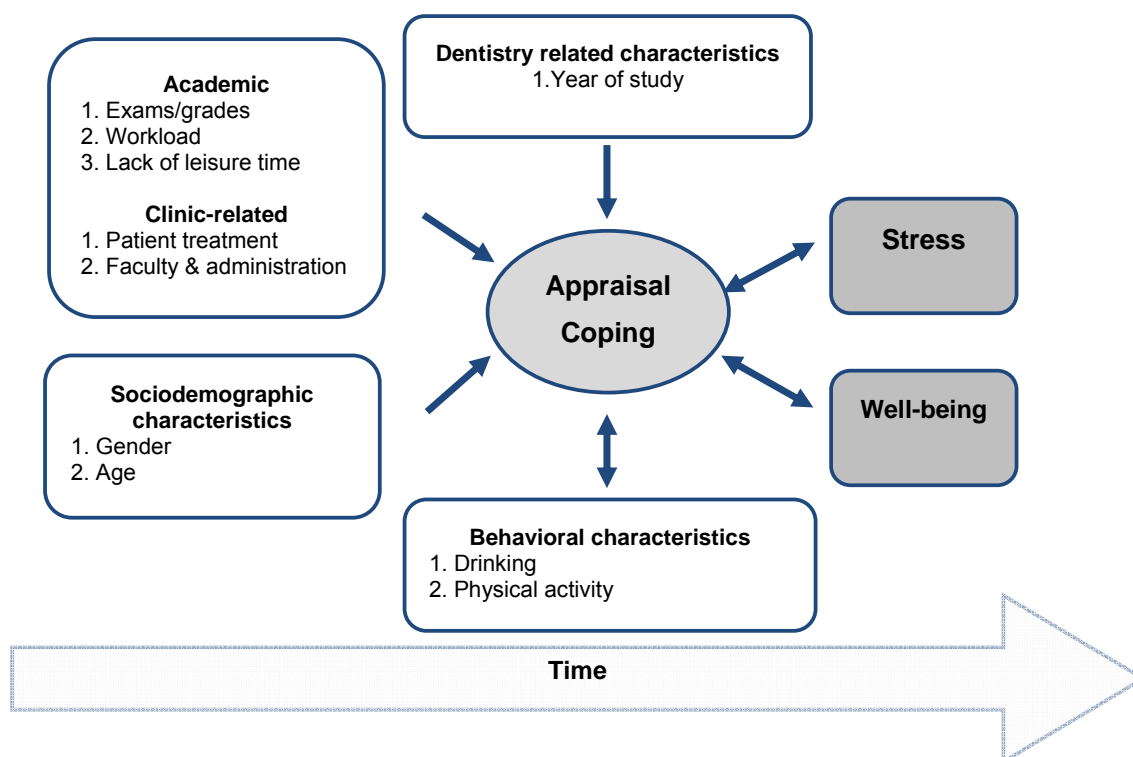 Academic
1. Exams/grades
2. Workload
3. Lack of leisure time
Clinic-related
1. Patient treatment
2. Faculty & administration
Dentistry related characteristics
1.Year of study
Sociodemographic
characteristics
1. Gender
2. Age
Appraisal
Coping
Stress
Well-being
Behavioral characteristics
1. Drinking
2. Physical activity
Time